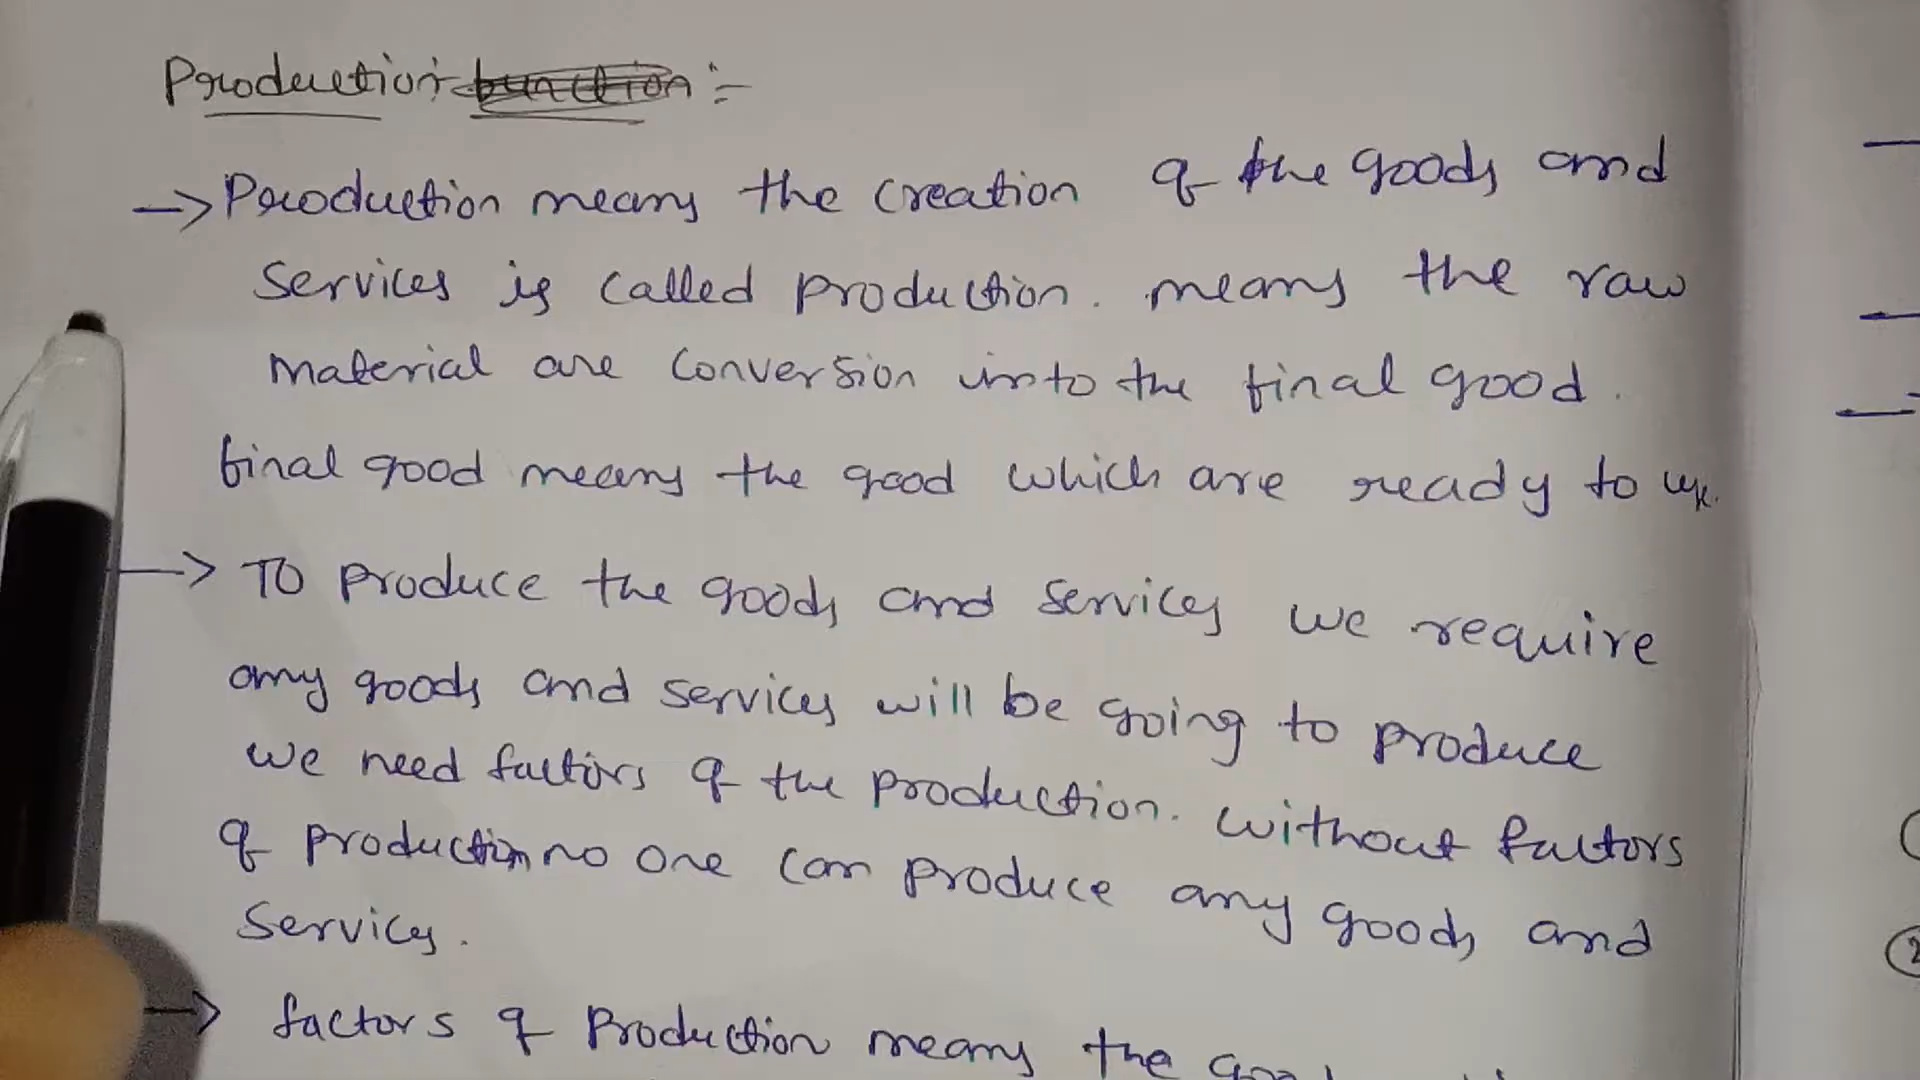 Production function :-
→ Production means the creation of the goods and
services is called production. means the raw
material are conversion into the final good.
final good means the good which are ready to use.
→ To produce the goods and services we require
any goods and services will be going to produce
we need factors of the production. without factors
of production no one can produce any goods and
services.
→ factors of production means the